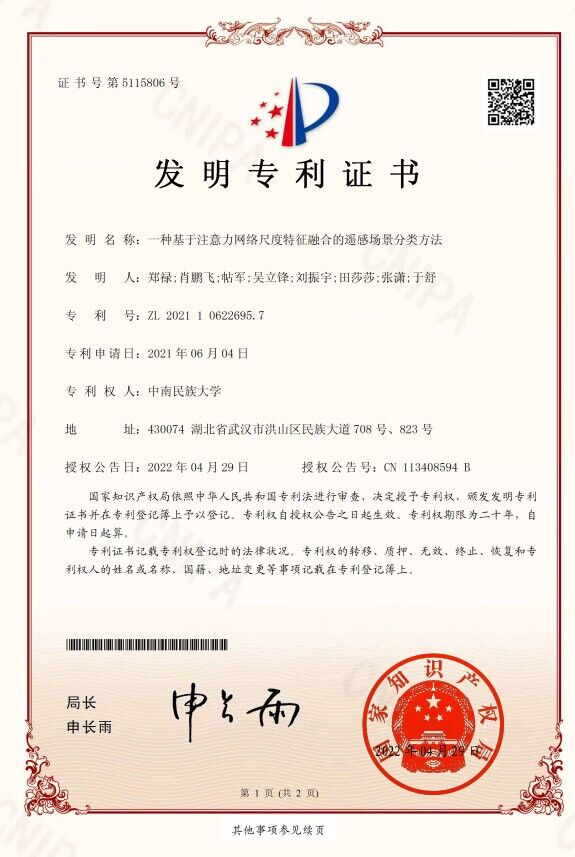 证书号第5115806号
发明专利证书
发 明 名 称:一种基于注意力网络尺度特征融合的遥感场景分类方法
发 明 人:郑禄;肖鹏飞;帖军;吴立锋;刘振宇;田莎莎;张潇;于舒
专 利 号:ZL 2021 1 0622695.7
专利申请日:2021年06月04日
专 利 权 人:中南民族大学
地 址:430074 湖北省武汉市洪山区民族大道708号、823号
授权公告日:2022年04月29日 授权公告号:CN 113408594 B
国家知识产权局依照中华人民共和国专利法进行审查,决定授予专利权,颁发发明专利
证书并在专利登记簿上予以登记。专利权自授权公告之日起生效。专利权期限为二十年,自
申请日起算。
专利证书记载专利权登记时的法律状况。专利权的转移、质押、无效、终止、恢复和专
利权人的姓名或名称、国籍、地址变更等事项记载在专利登记簿上。
局长
申长雨
申长雨
国家知识产权局
2022年04月29日
第 1 页 (共 2 页)
其他事项参见续页
CNIPA
CNIPA
CNIPA
CNIPA
CNIPA